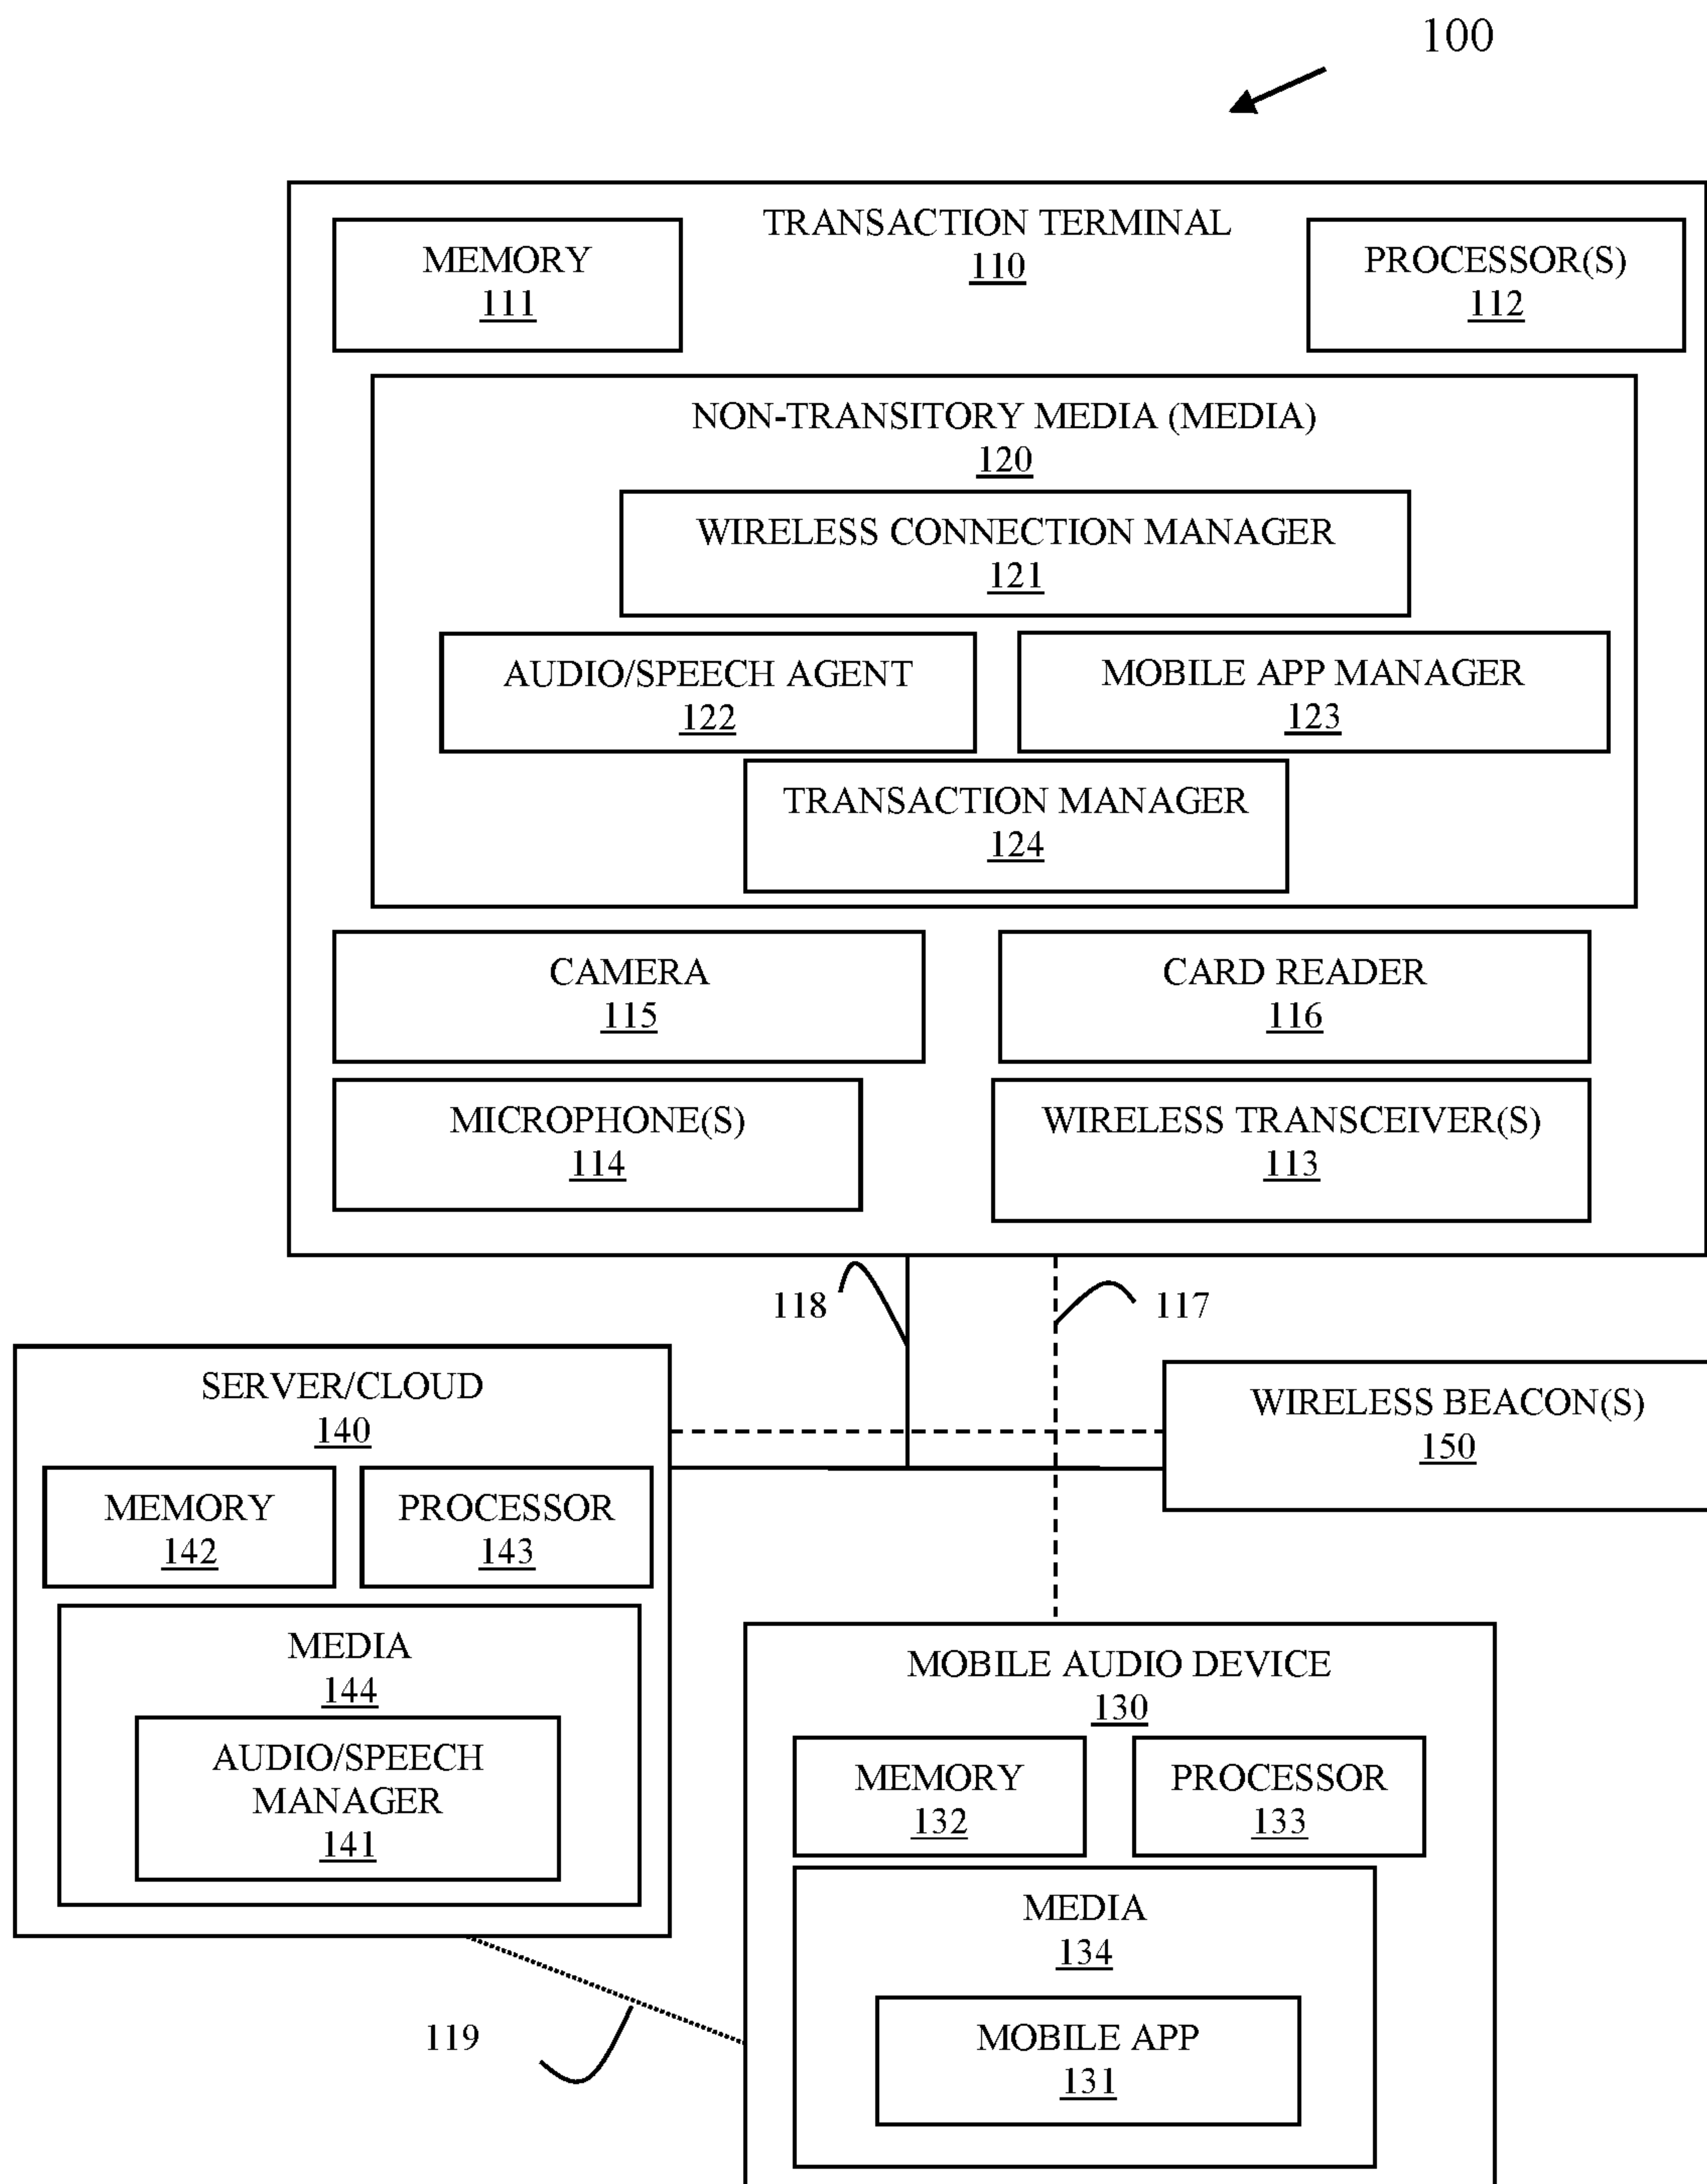 100
TRANSACTION TERMINAL
110
MEMORY
111
PROCESSOR(S)
112
NON-TRANSITORY MEDIA (MEDIA)
120
WIRELESS CONNECTION MANAGER
121
AUDIO/SPEECH AGENT
122
MOBILE APP MANAGER
123
TRANSACTION MANAGER
124
CAMERA
115
CARD READER
116
MICROPHONE(S)
114
WIRELESS TRANSCEIVER(S)
113
118
117
SERVER/CLOUD
140
MEMORY
142
PROCESSOR
143
MEDIA
144
AUDIO/SPEECH
MANAGER
141
WIRELESS BEACON(S)
150
MOBILE AUDIO DEVICE
130
MEMORY
132
PROCESSOR
133
MEDIA
134
MOBILE APP
131
119